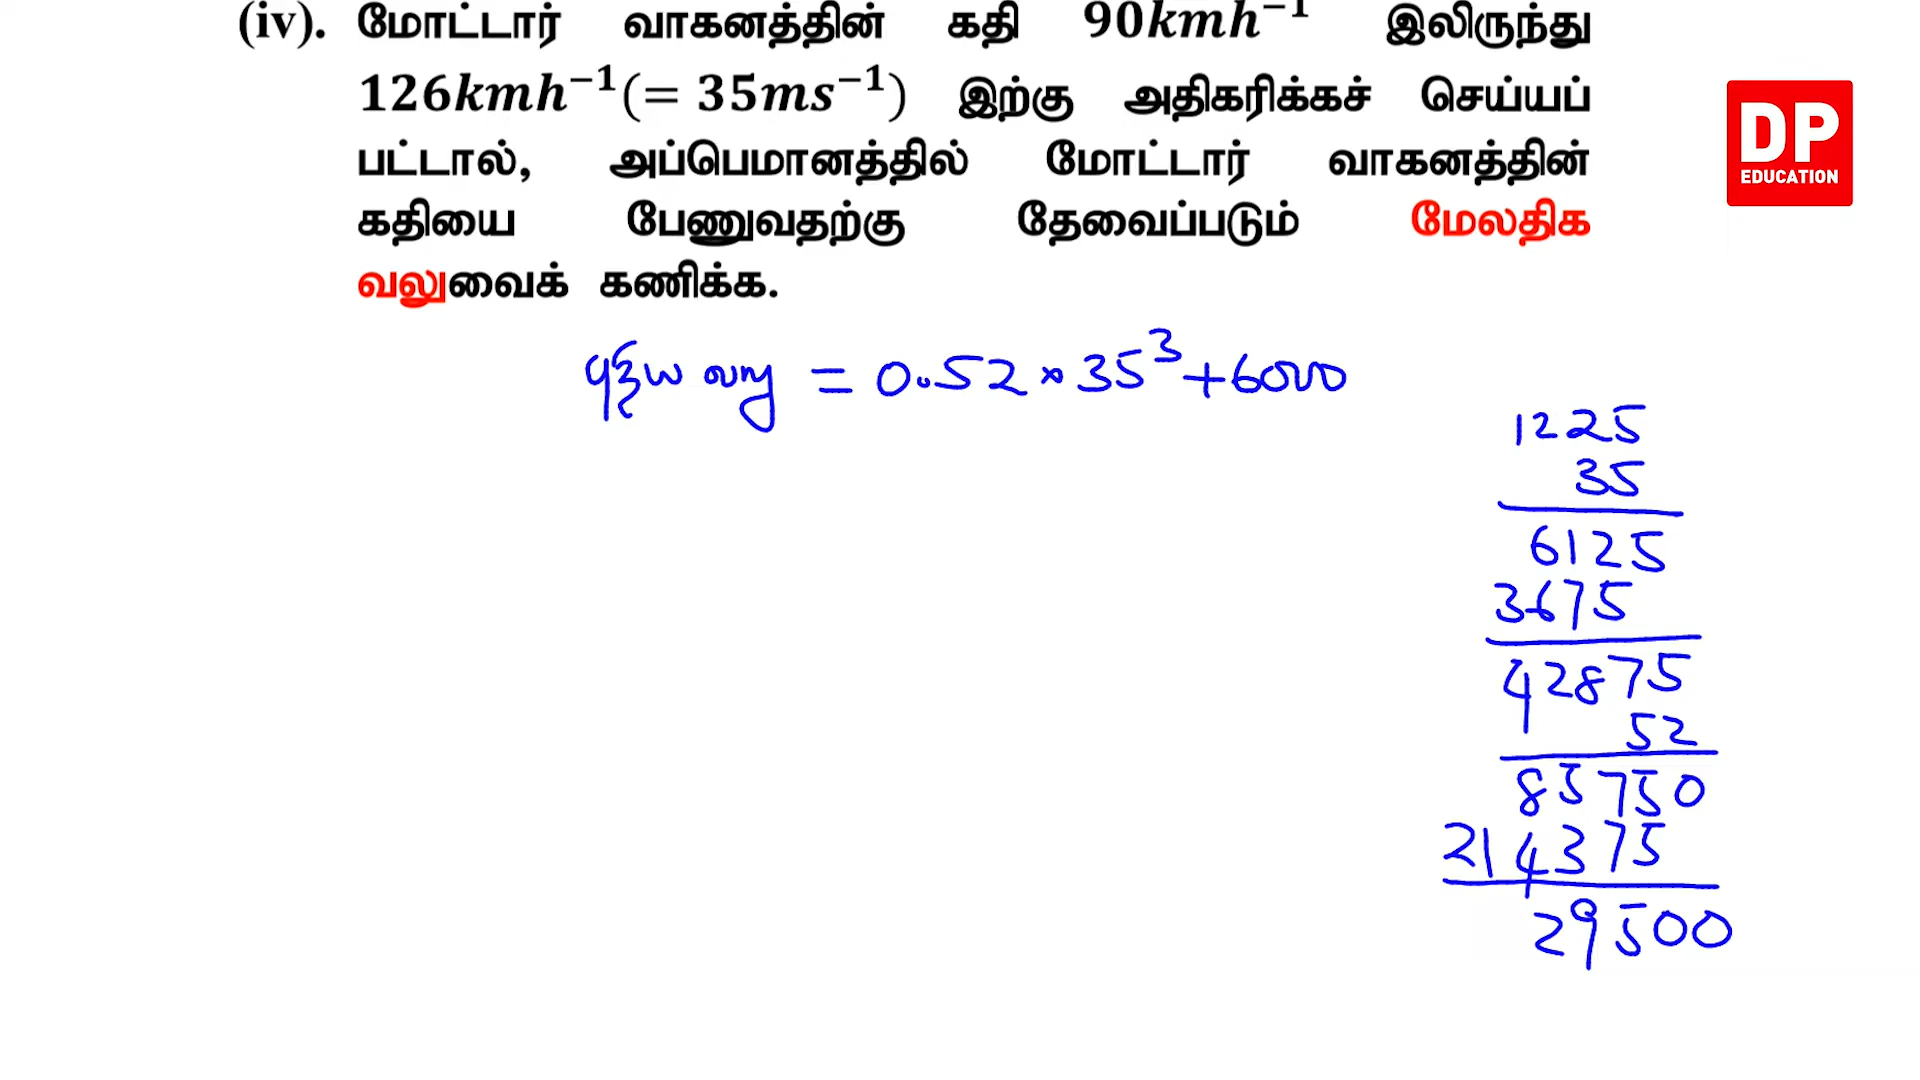 (iv). மோட்டார் வாகனத்தின் கதி 90kmh⁻¹ இலிருந்து
126kmh⁻¹(= 35ms⁻¹) இற்கு அதிகரிக்கச் செய்யப்
பட்டால், அப்பெமானத்தில் மோட்டார் வாகனத்தின்
கதியை பேணுவதற்கு தேவைப்படும் மேலதிக
வலுவைக் கணிக்க.
DP
EDUCATION
புதிய வலு = 0.52 × 35³ + 6000
1225
35
6125
3675
42875
52
85750
214375
29500